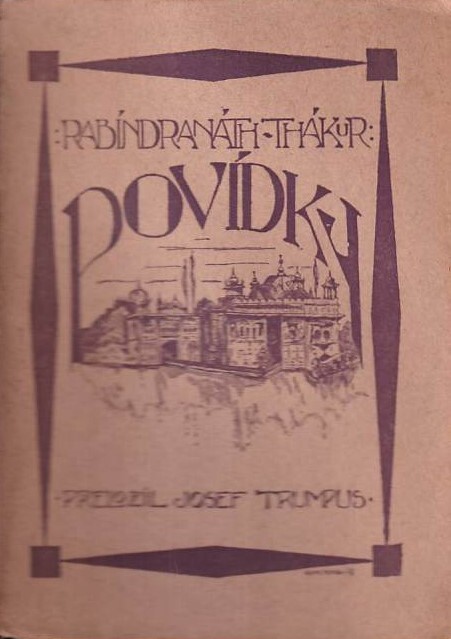 :RABÍNDRANÁTH-THÁKUR:
POVÍDKY
·PŘELOŽIL JOSEF TRUMPUS·